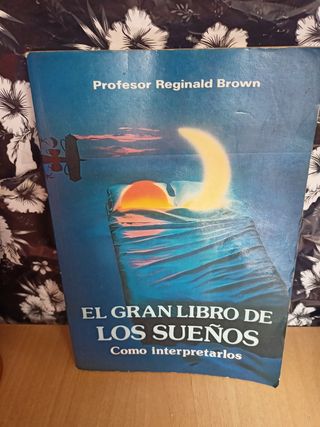 Profesor Reginald Brown
EL GRAN LIBRO DE
LOS SUEÑOS
Como interpretarlos